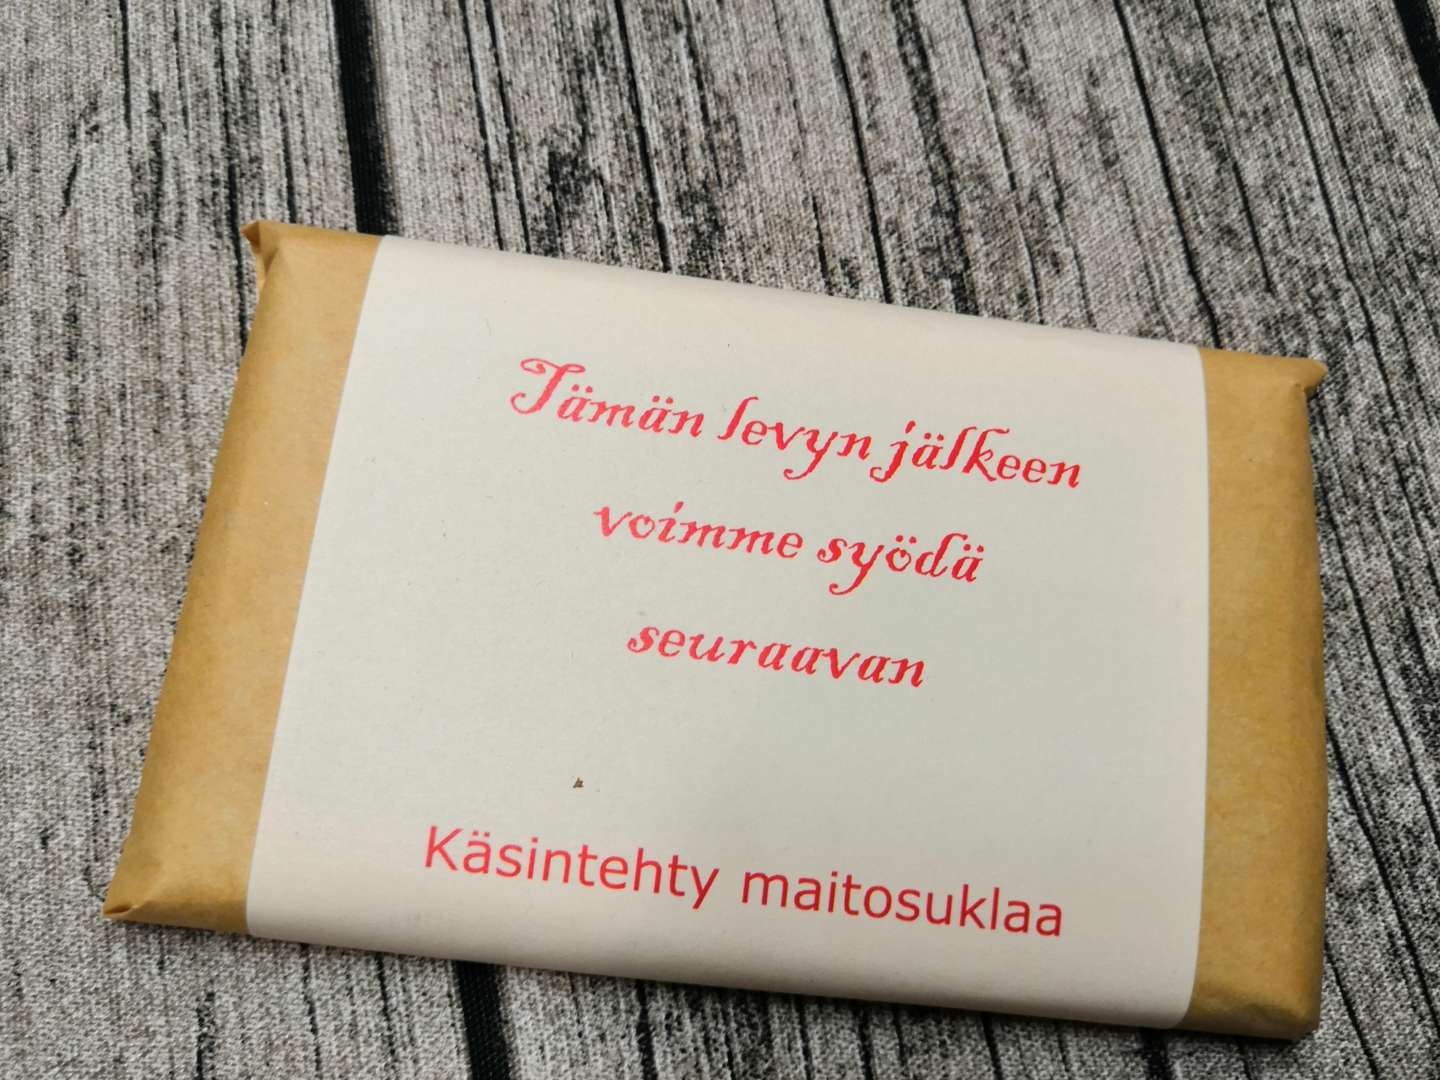 Tämän levyn jälkeen
voimme syödä
seuraavan
Käsintehty maitosuklaa